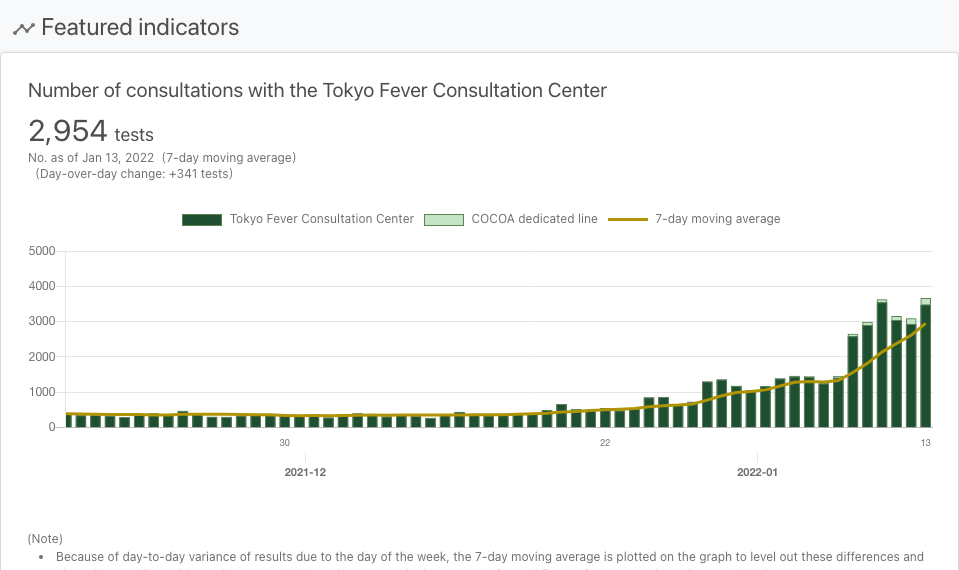 Featured indicators
Number of consultations with the Tokyo Fever Consultation Center
2,954 tests
No. as of Jan 13, 2022 (7-day moving average)
(Day-over-day change: +341 tests)
Tokyo Fever Consultation Center COCOA dedicated line 7-day moving average
5000
4000
3000
2000
1000
0
30 22 13
2021-12 2022-01
(Note)
• Because of day-to-day variance of results due to the day of the week, the 7-day moving average is plotted on the graph to level out these differences and